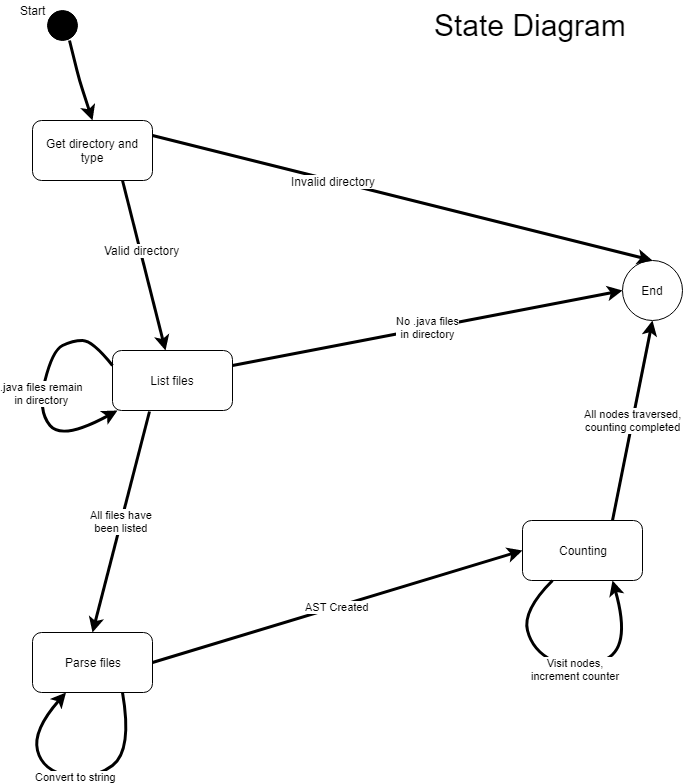 Start
State Diagram
Get directory and
type
Invalid directory
Valid directory
End
No .java files
in directory
List files
.java files remain
in directory
All nodes traversed,
counting completed
All files have
been listed
Counting
AST Created
Parse files
Visit nodes,
increment counter
Convert to string